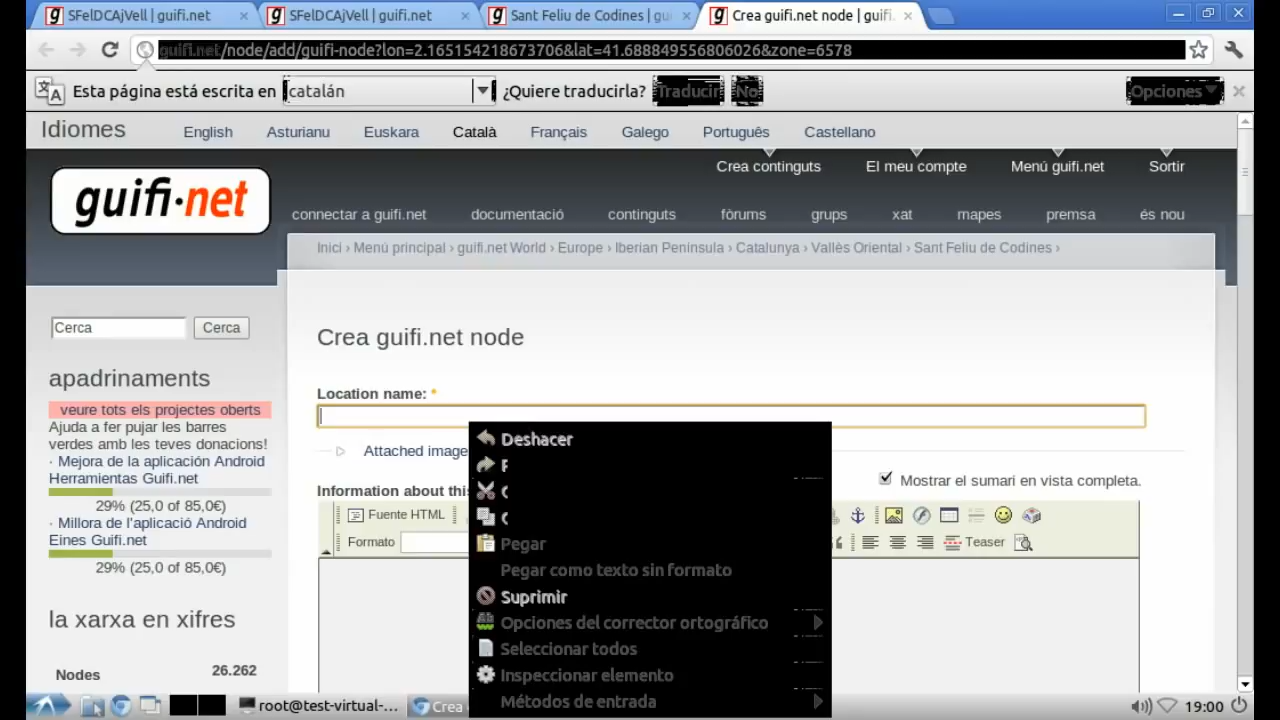 SFelDCAjVell | guifi.net
SFelDCAjVell | guifi.net
Sant Feliu de Codines | gu
Crea guifi.net node | guifi.
guifi.net/node/add/guifi-node?lon=2.165154218673706&lat=41.688849556806026&zone=6578
Esta página está escrita en catalán ¿Quiere traducirla? Traducir No Opciones
Idiomes English Asturianu Euskara Català Français Galego Português Castellano
Crea continguts El meu compte Menú guifi.net Sortir
guifi·net
connectar a guifi.net documentació continguts fòrums grups xat mapes premsa és nou
Inici › Menú principal › guifi.net World › Europe › Iberian Peninsula › Catalunya › Vallès Oriental › Sant Feliu de Codines ›
Cerca Cerca
apadrinaments
veure tots els projectes oberts
Ajuda a fer pujar les barres
verdes amb les teves donacions!
· Mejora de la aplicación Android
Herramientas Guifi.net
29% (25,0 of 85,0€)
· Millora de l'aplicació Android
Eines Guifi.net
29% (25,0 of 85,0€)
la xarxa en xifres
Nodes 26.262
Crea guifi.net node
Location name: *
Attached image
Mostrar el sumari en vista completa.
Information about this
Fuente HTML
Formato
Teaser
Deshacer
Pegar
Pegar como texto sin formato
Suprimir
Opciones del corrector ortográfico
Seleccionar todos
Inspeccionar elemento
Métodos de entrada
root@test-virtual-...
Crea
19:00